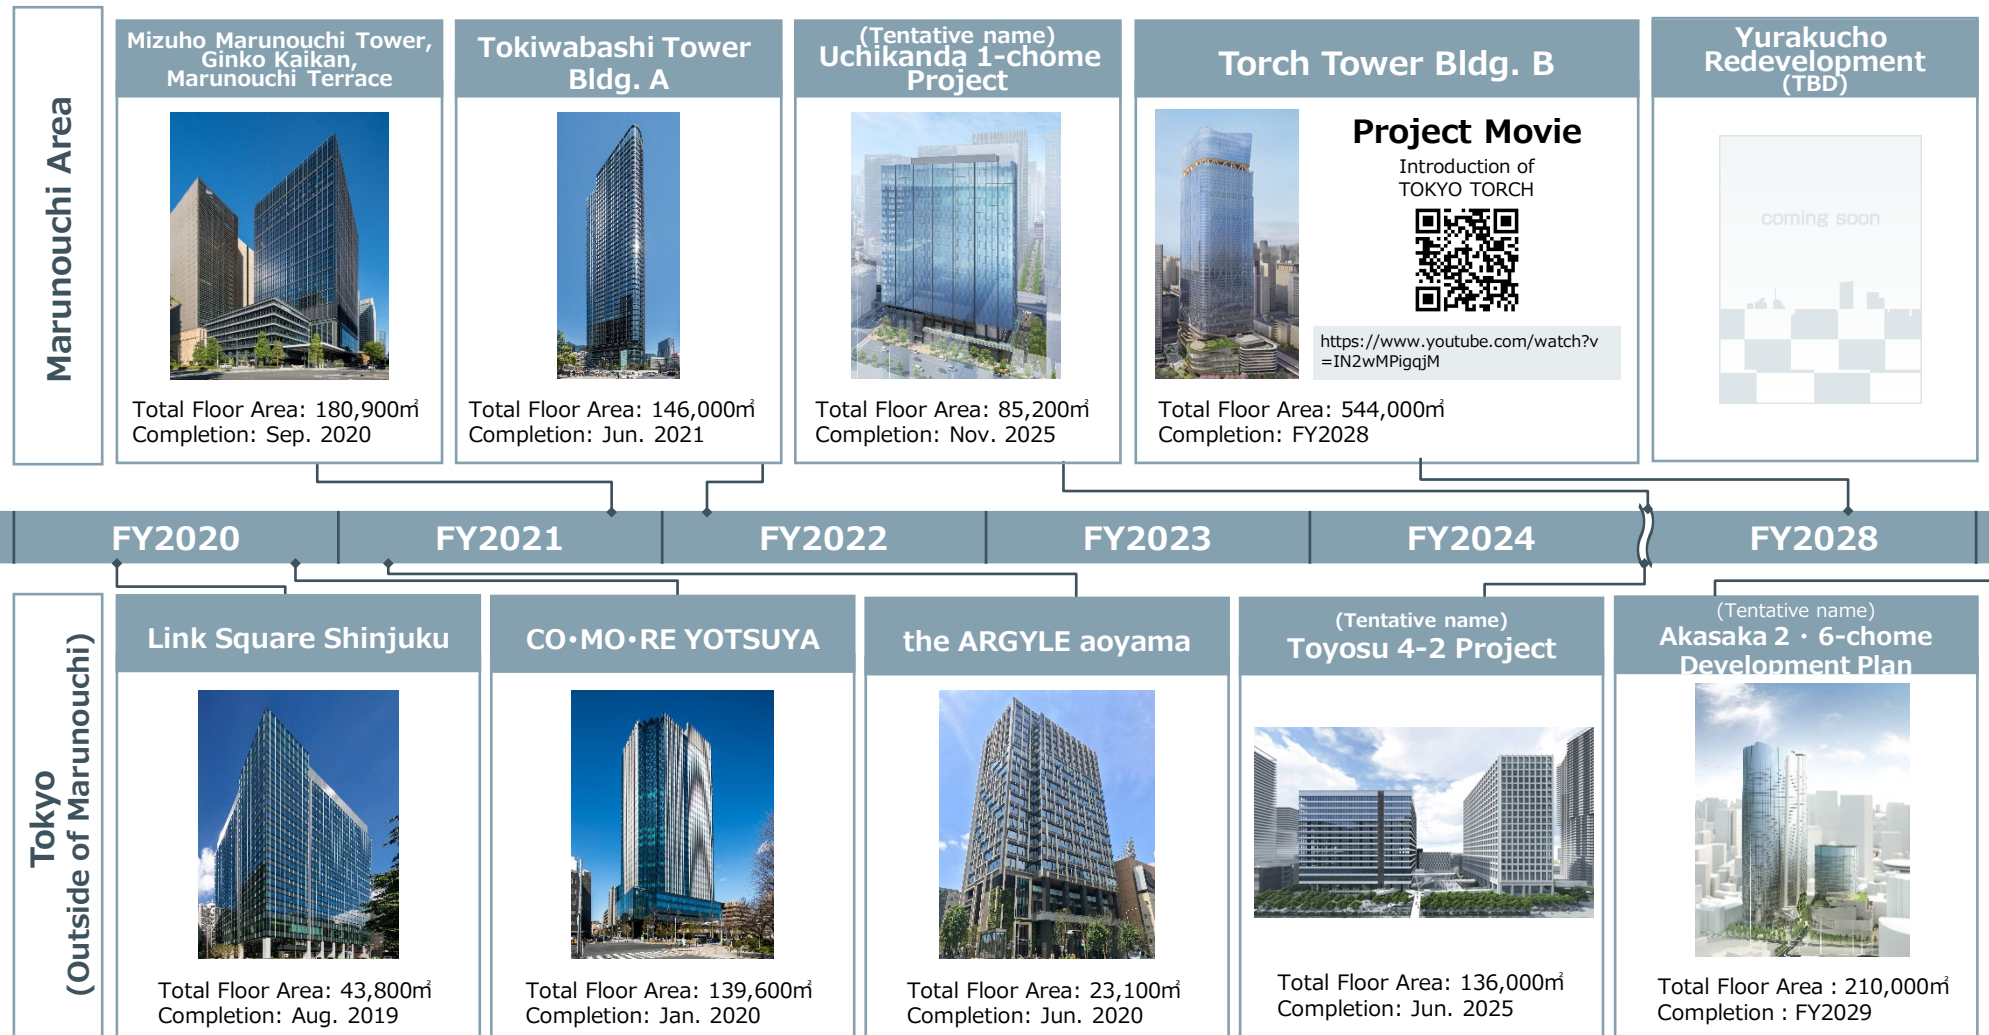 Marunouchi Area
Mizuho Marunouchi Tower,
Ginko Kaikan,
Marunouchi Terrace
Total Floor Area: 180,900㎡
Completion: Sep. 2020
Tokiwabashi Tower
Bldg. A
Total Floor Area: 146,000㎡
Completion: Jun. 2021
(Tentative name)
Uchikanda 1-chome
Project
Total Floor Area: 85,200㎡
Completion: Nov. 2025
Torch Tower Bldg. B
Project Movie
Introduction of
TOKYO TORCH
https://www.youtube.com/watch?v
=IN2wMPigqjM
Total Floor Area: 544,000㎡
Completion: FY2028
Yurakucho
Redevelopment
(TBD)
coming soon
FY2020
FY2021
FY2022
FY2023
FY2024
FY2028
Tokyo
(Outside of Marunouchi)
Link Square Shinjuku
Total Floor Area: 43,800㎡
Completion: Aug. 2019
CO・MO・RE YOTSUYA
Total Floor Area: 139,600㎡
Completion: Jan. 2020
the ARGYLE aoyama
Total Floor Area: 23,100㎡
Completion: Jun. 2020
(Tentative name)
Toyosu 4-2 Project
Total Floor Area: 136,000㎡
Completion: Jun. 2025
(Tentative name)
Akasaka 2・6-chome
Development Plan
Total Floor Area : 210,000㎡
Completion : FY2029